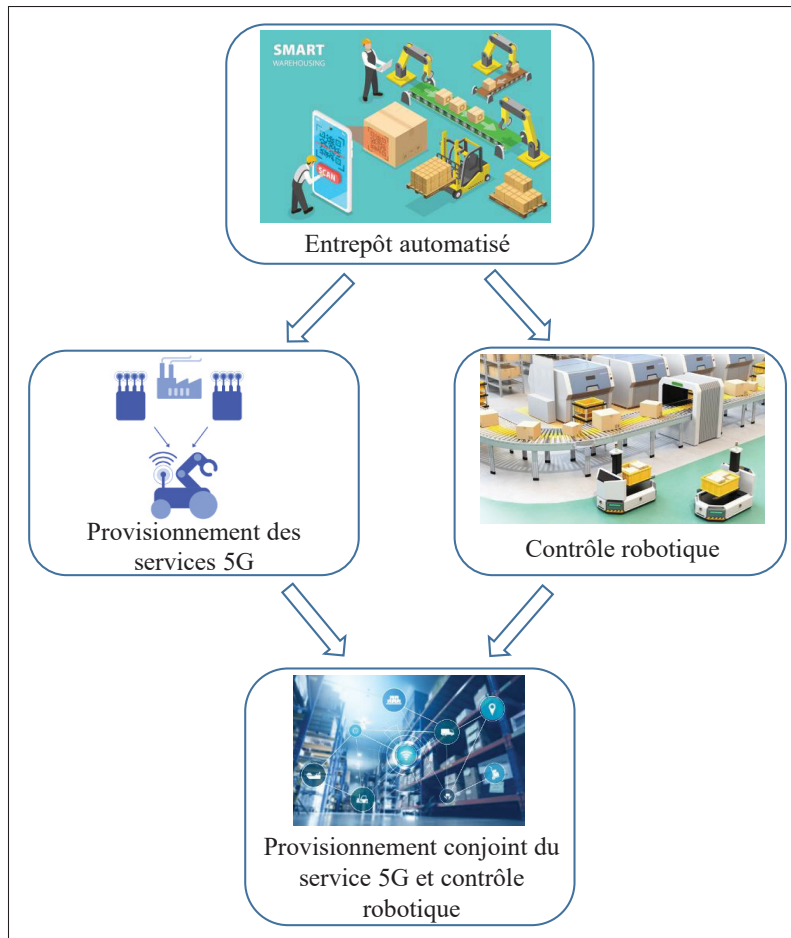 SMART
WAREHOUSING
SCAN
Entrepôt automatisé
Provisionnement des
services 5G
Contrôle robotique
Provisionnement conjoint du
service 5G et contrôle
robotique